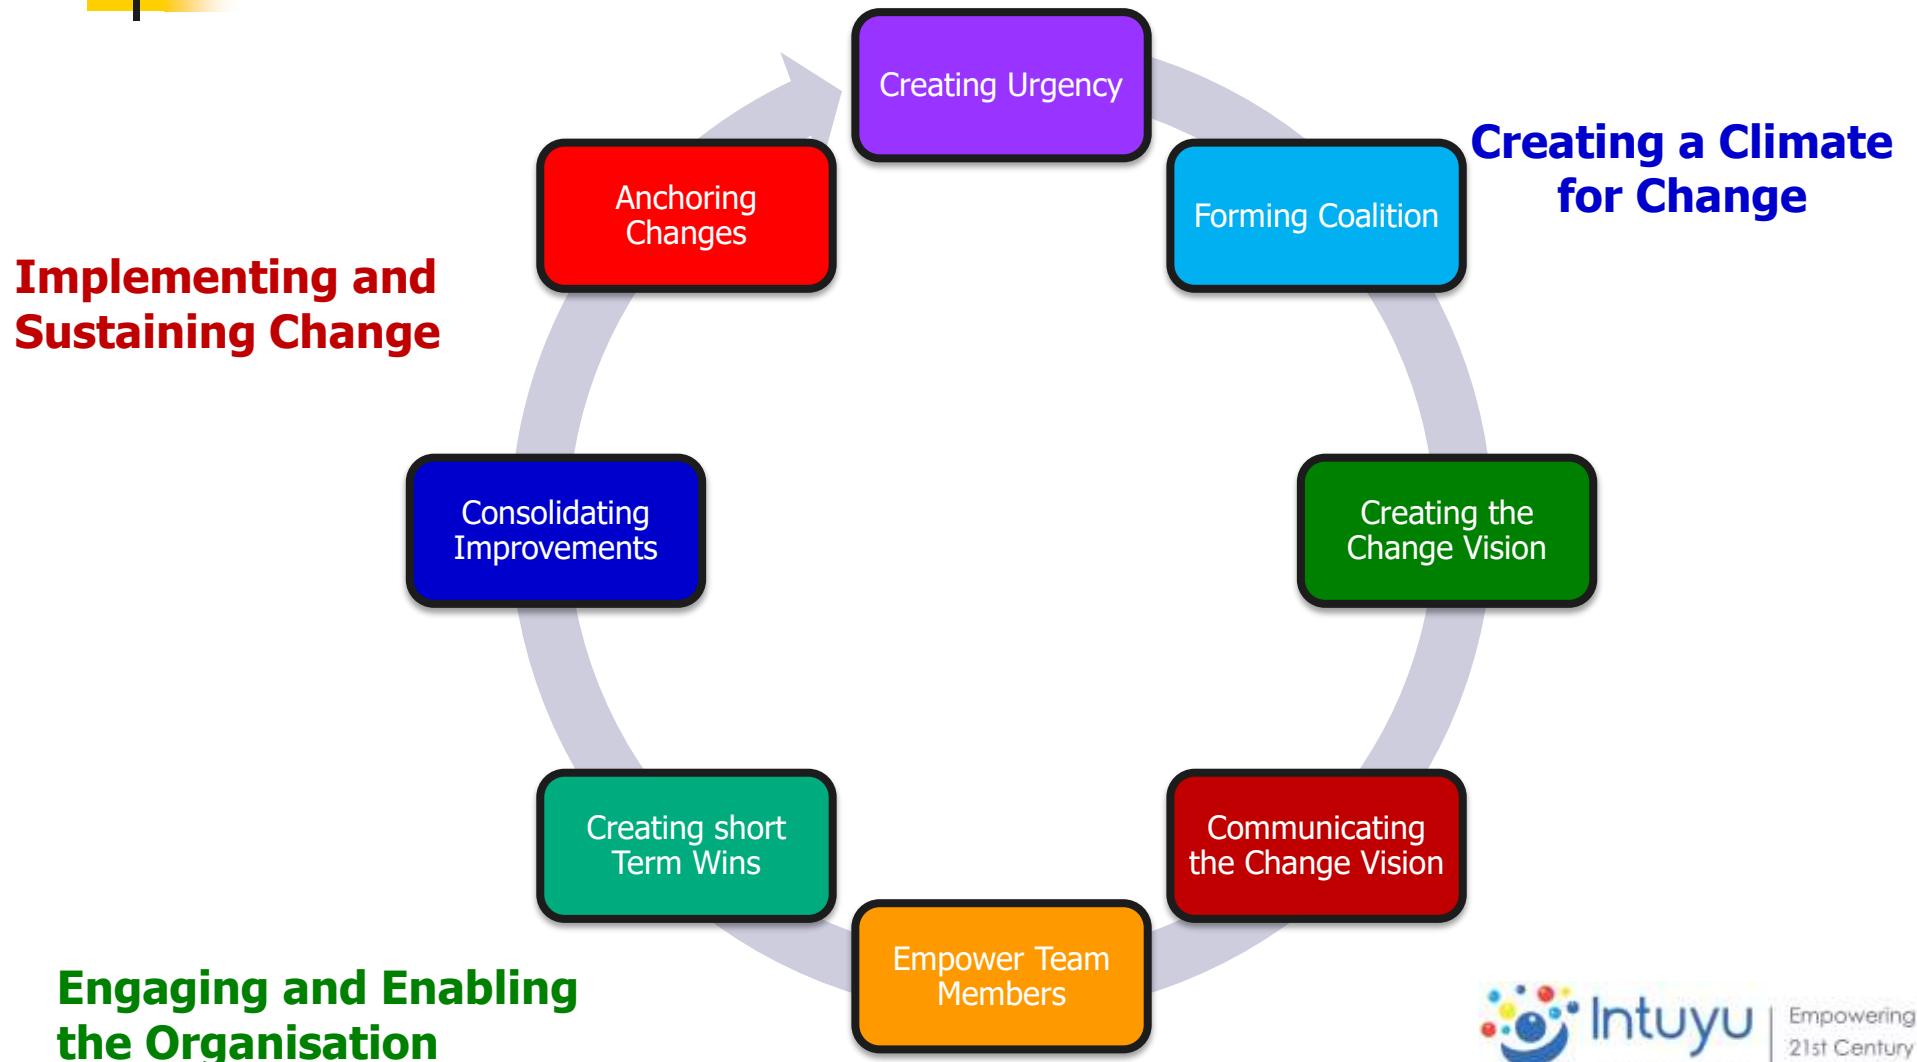 Creating Urgency
Forming Coalition
Creating a Climate
for Change
Creating the
Change Vision
Communicating
the Change Vision
Empower Team
Members
Creating short
Term Wins
Engaging and Enabling
the Organisation
Consolidating
Improvements
Anchoring
Changes
Implementing and
Sustaining Change
Intuyu
Empowering
21st Century